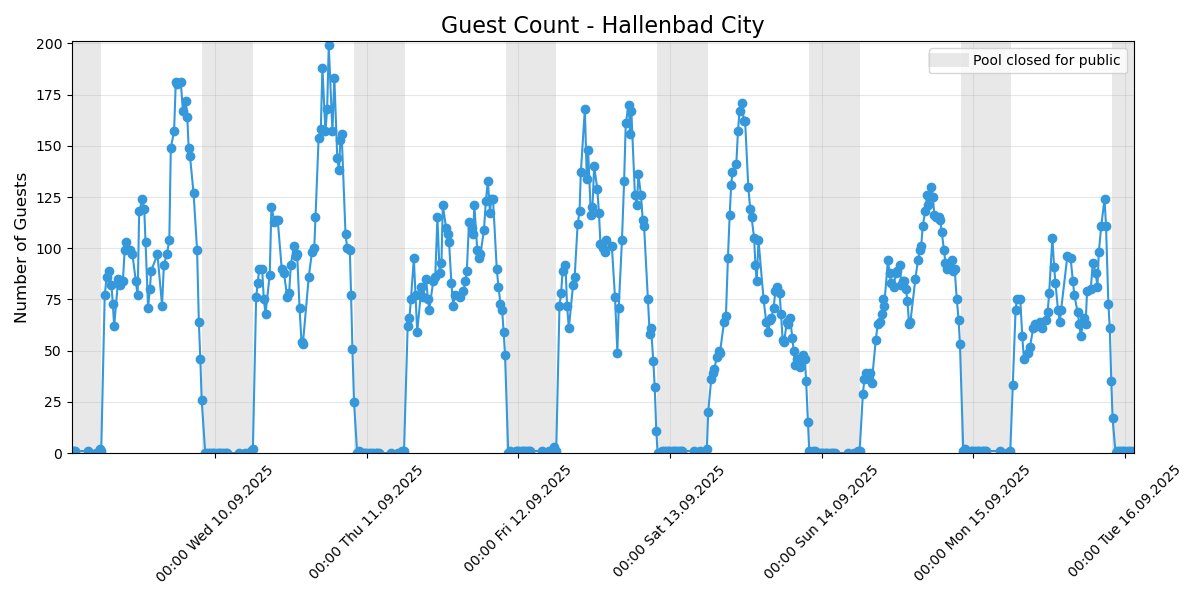 Guest Count - Hallenbad City
Pool closed for public
Number of Guests
200
175
150
125
100
75
50
25
0
00:00 Wed 10.09.2025
00:00 Thu 11.09.2025
00:00 Fri 12.09.2025
00:00 Sat 13.09.2025
00:00 Sun 14.09.2025
00:00 Mon 15.09.2025
00:00 Tue 16.09.2025